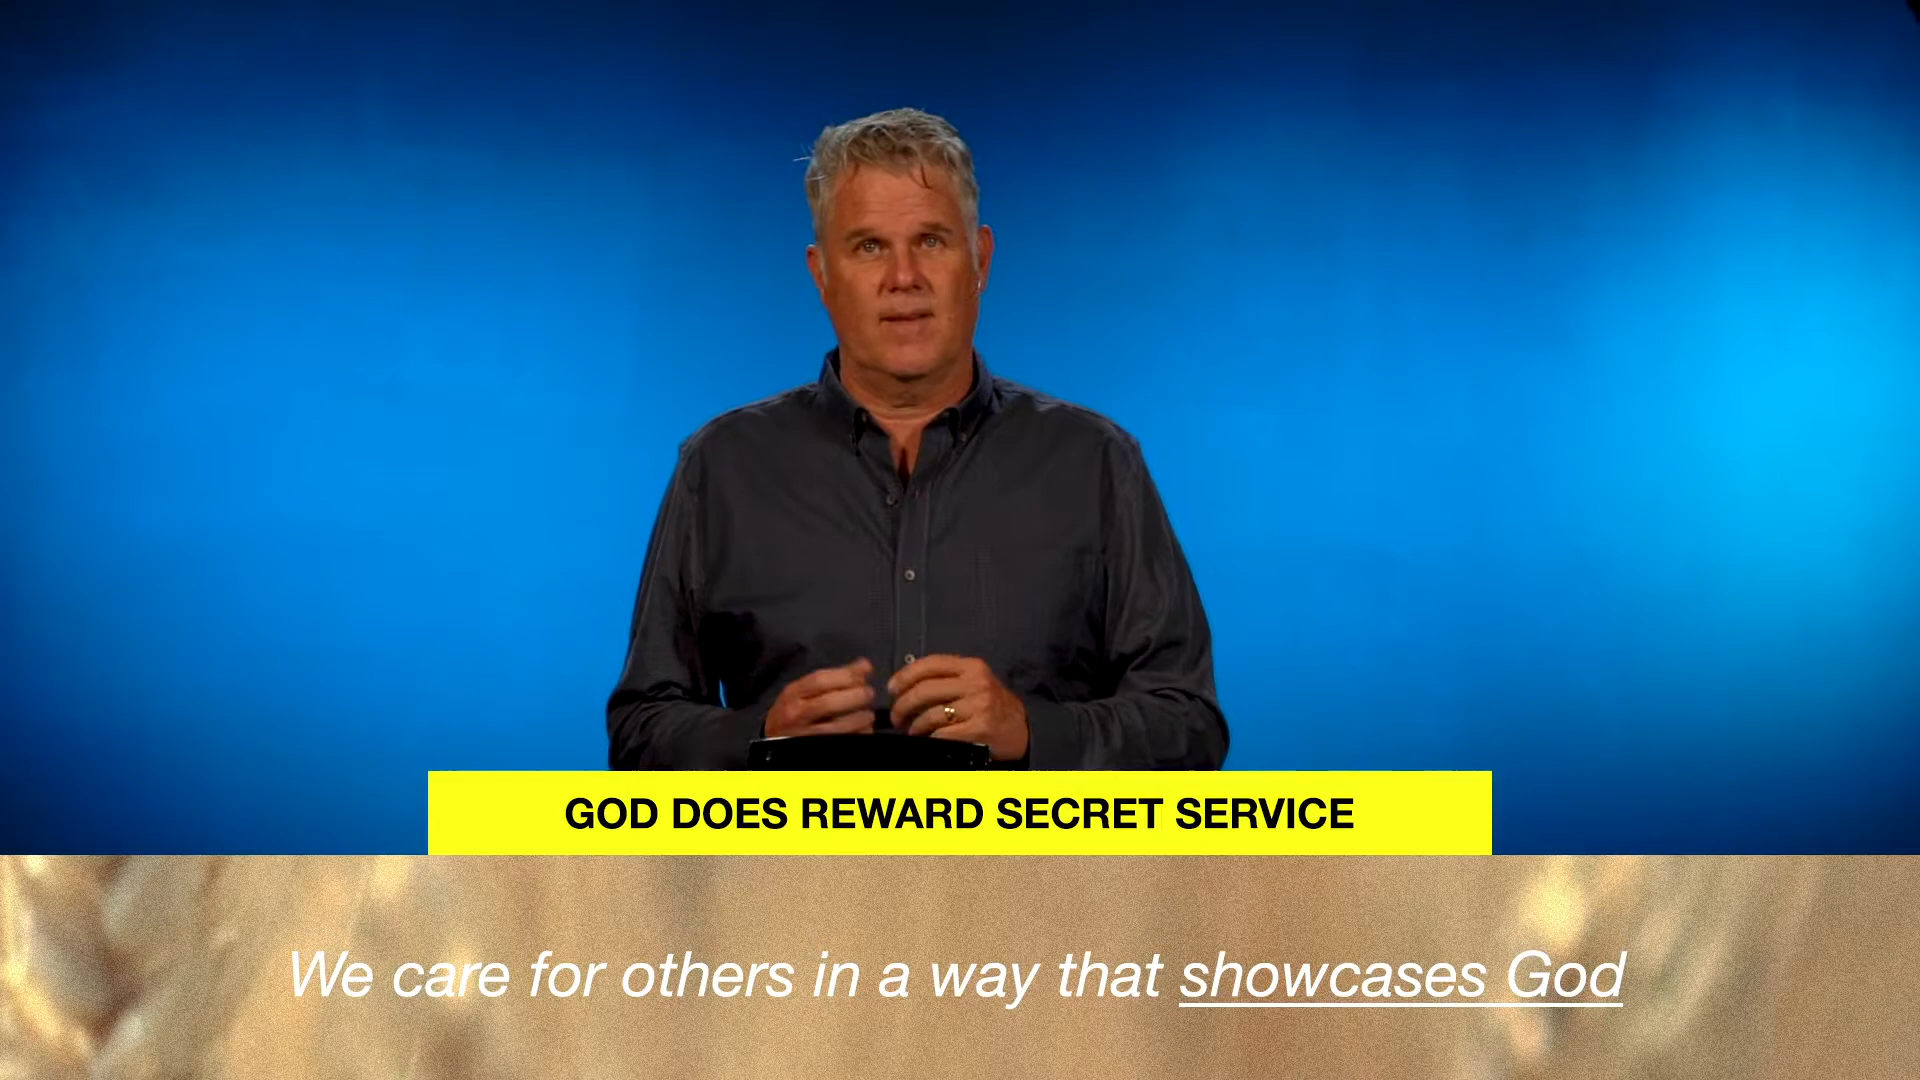 GOD DOES REWARD SECRET SERVICE
We care for others in a way that showcases God